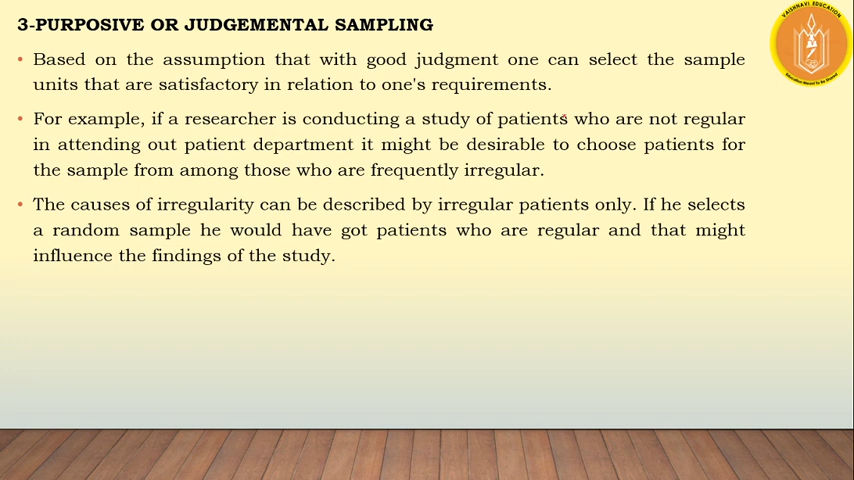 3-PURPOSIVE OR JUDGEMENTAL SAMPLING
• Based on the assumption that with good judgment one can select the sample
units that are satisfactory in relation to one's requirements.
• For example, if a researcher is conducting a study of patients who are not regular
in attending out patient department it might be desirable to choose patients for
the sample from among those who are frequently irregular.
• The causes of irregularity can be described by irregular patients only. If he selects
a random sample he would have got patients who are regular and that might
influence the findings of the study.
VAISHNAVI EDUCATION